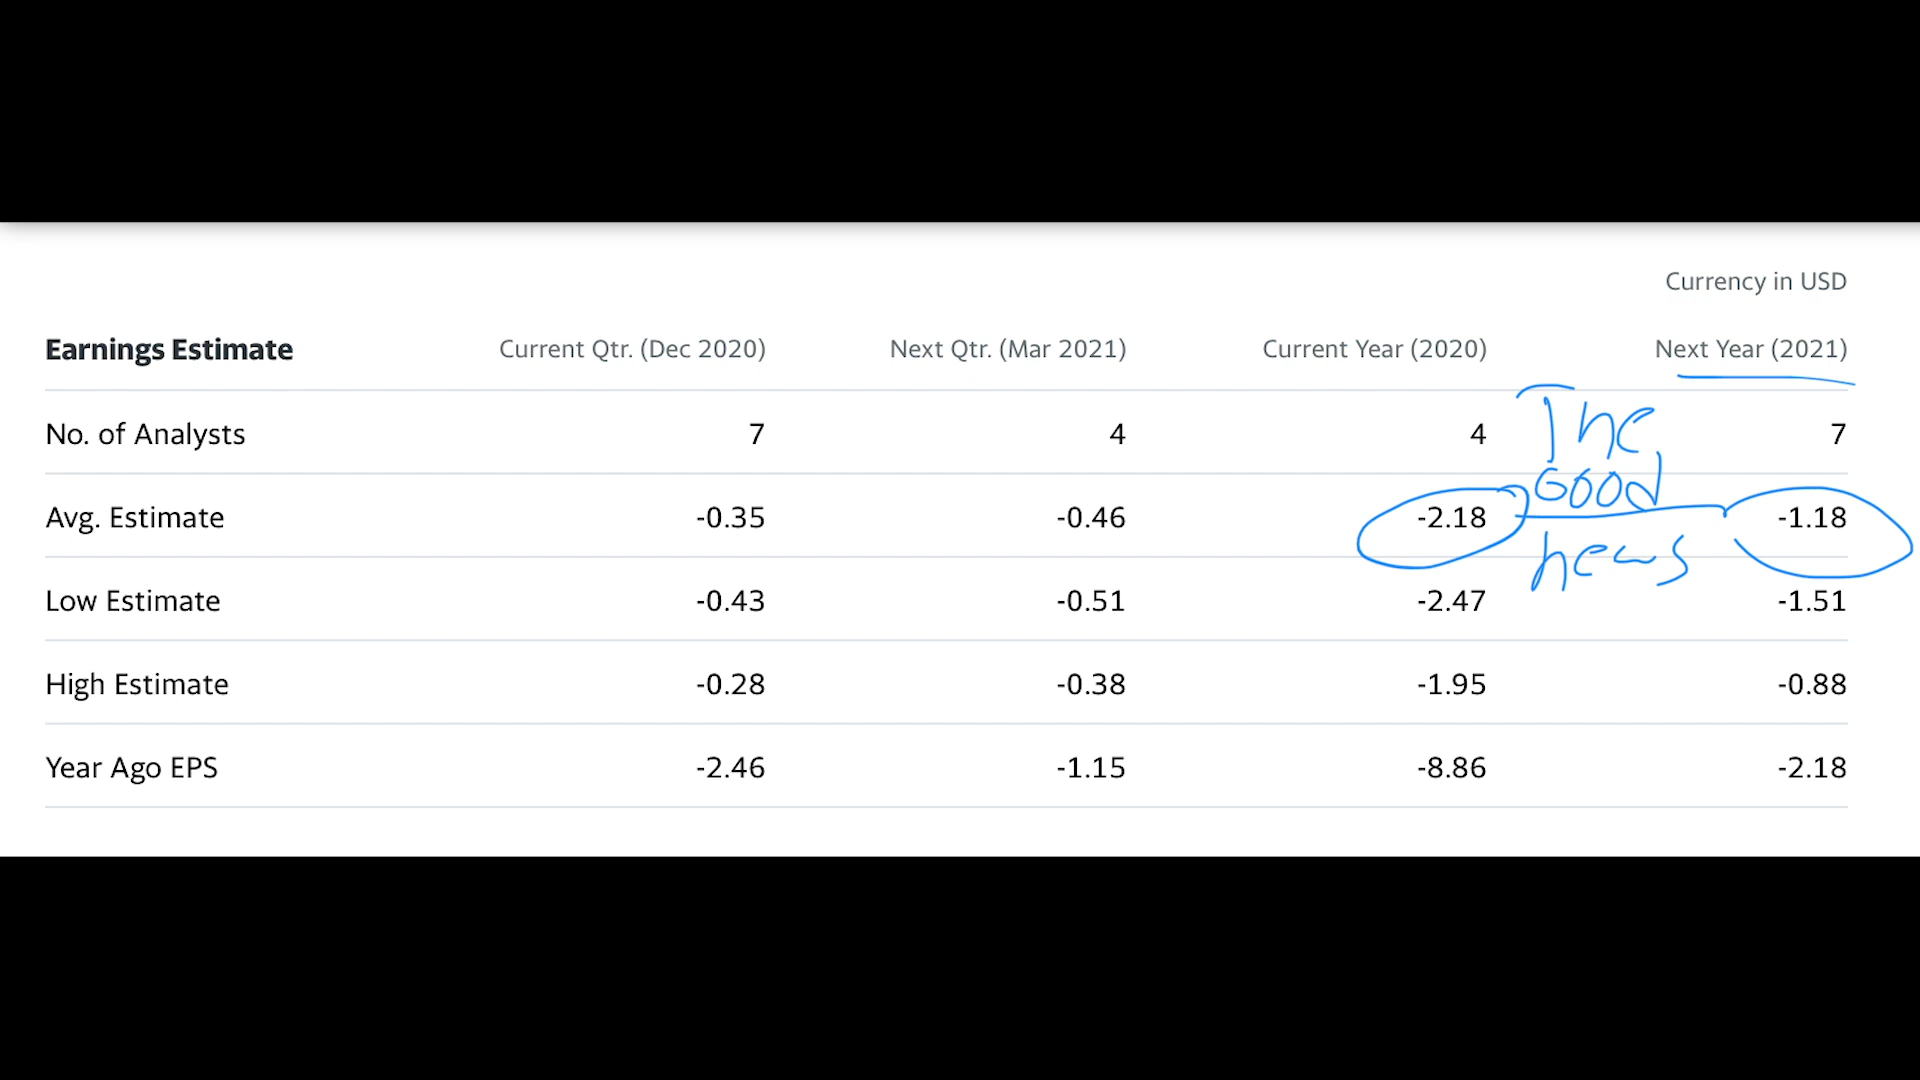 Currency in USD
Earnings Estimate Current Qtr. (Dec 2020) Next Qtr. (Mar 2021) Current Year (2020) Next Year (2021)
No. of Analysts 7 4 4 7
The
Good
news
Avg. Estimate -0.35 -0.46 -2.18 -1.18
Low Estimate -0.43 -0.51 -2.47 -1.51
High Estimate -0.28 -0.38 -1.95 -0.88
Year Ago EPS -2.46 -1.15 -8.86 -2.18